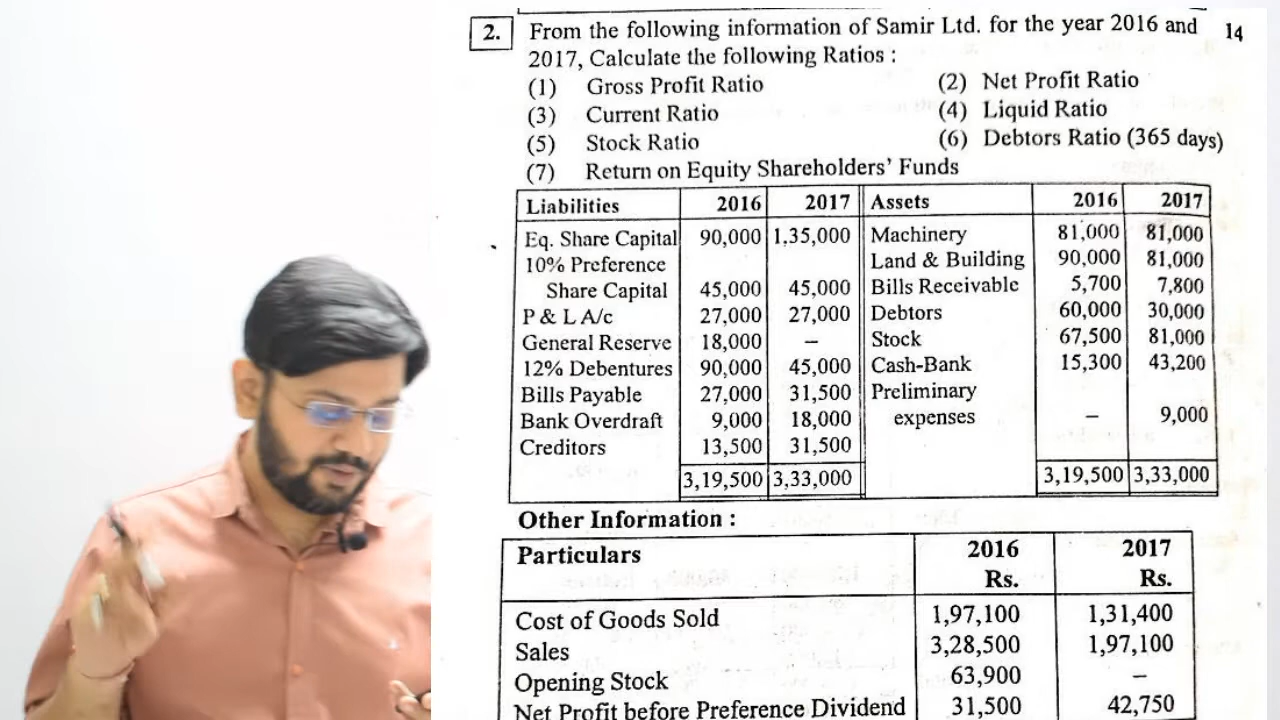 2. From the following information of Samir Ltd. for the year 2016 and 14
2017, Calculate the following Ratios :
(1) Gross Profit Ratio (2) Net Profit Ratio
(3) Current Ratio (4) Liquid Ratio
(5) Stock Ratio (6) Debtors Ratio (365 days)
(7) Return on Equity Shareholders' Funds
Liabilities 2016 2017 Assets 2016 2017
Eq. Share Capital 90,000 1,35,000 Machinery 81,000 81,000
10% Preference Land & Building 90,000 81,000
Share Capital 45,000 45,000 Bills Receivable 5,700 7,800
P & L A/c 27,000 27,000 Debtors 60,000 30,000
General Reserve 18,000 – Stock 67,500 81,000
12% Debentures 90,000 45,000 Cash-Bank 15,300 43,200
Bills Payable 27,000 31,500 Preliminary
Bank Overdraft 9,000 18,000 expenses – 9,000
Creditors 13,500 31,500
3,19,500 3,33,000 3,19,500 3,33,000
Other Information :
Particulars 2016 2017
Rs. Rs.
Cost of Goods Sold 1,97,100 1,31,400
Sales 3,28,500 1,97,100
Opening Stock 63,900 –
Net Profit before Preference Dividend 31,500 42,750